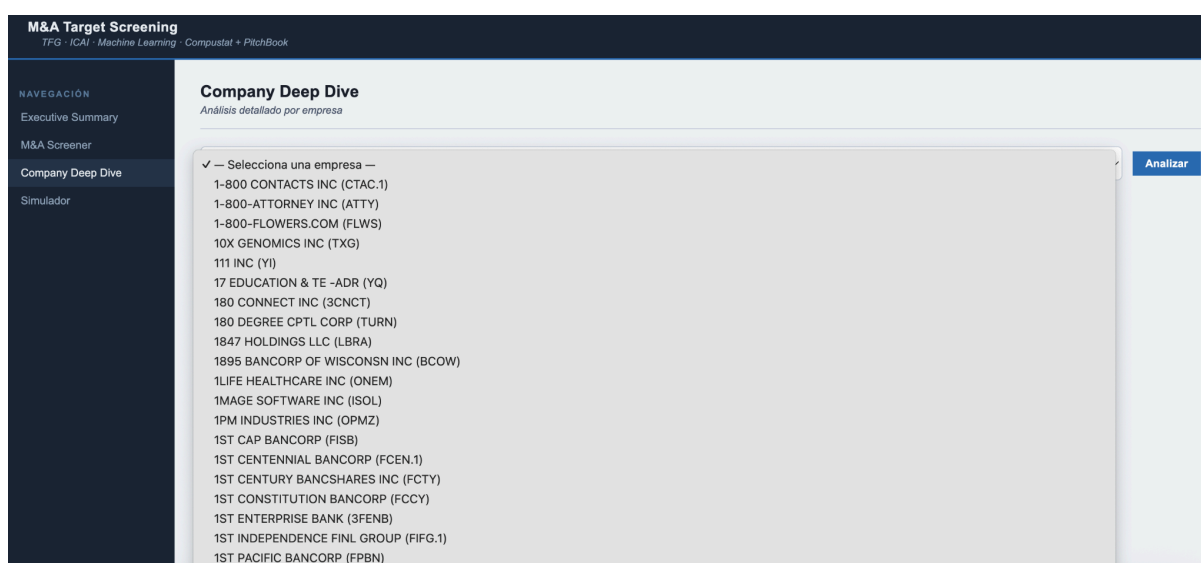 M&A Target Screening
TFG · ICAI · Machine Learning · Compustat + PitchBook
NAVEGACIÓN
Executive Summary
M&A Screener
Company Deep Dive
Simulador
Company Deep Dive
Análisis detallado por empresa
✓ — Selecciona una empresa —
Analizar
1-800 CONTACTS INC (CTAC.1)
1-800-ATTORNEY INC (ATTY)
1-800-FLOWERS.COM (FLWS)
10X GENOMICS INC (TXG)
111 INC (YI)
17 EDUCATION & TE -ADR (YQ)
180 CONNECT INC (3CNCT)
180 DEGREE CPTL CORP (TURN)
1847 HOLDINGS LLC (LBRA)
1895 BANCORP OF WISCONSN INC (BCOW)
1LIFE HEALTHCARE INC (ONEM)
1MAGE SOFTWARE INC (ISOL)
1PM INDUSTRIES INC (OPMZ)
1ST CAP BANCORP (FISB)
1ST CENTENNIAL BANCORP (FCEN.1)
1ST CENTURY BANCSHARES INC (FCTY)
1ST CONSTITUTION BANCORP (FCCY)
1ST ENTERPRISE BANK (3FENB)
1ST INDEPENDENCE FINL GROUP (FIFG.1)
1ST PACIFIC BANCORP (FPBN)